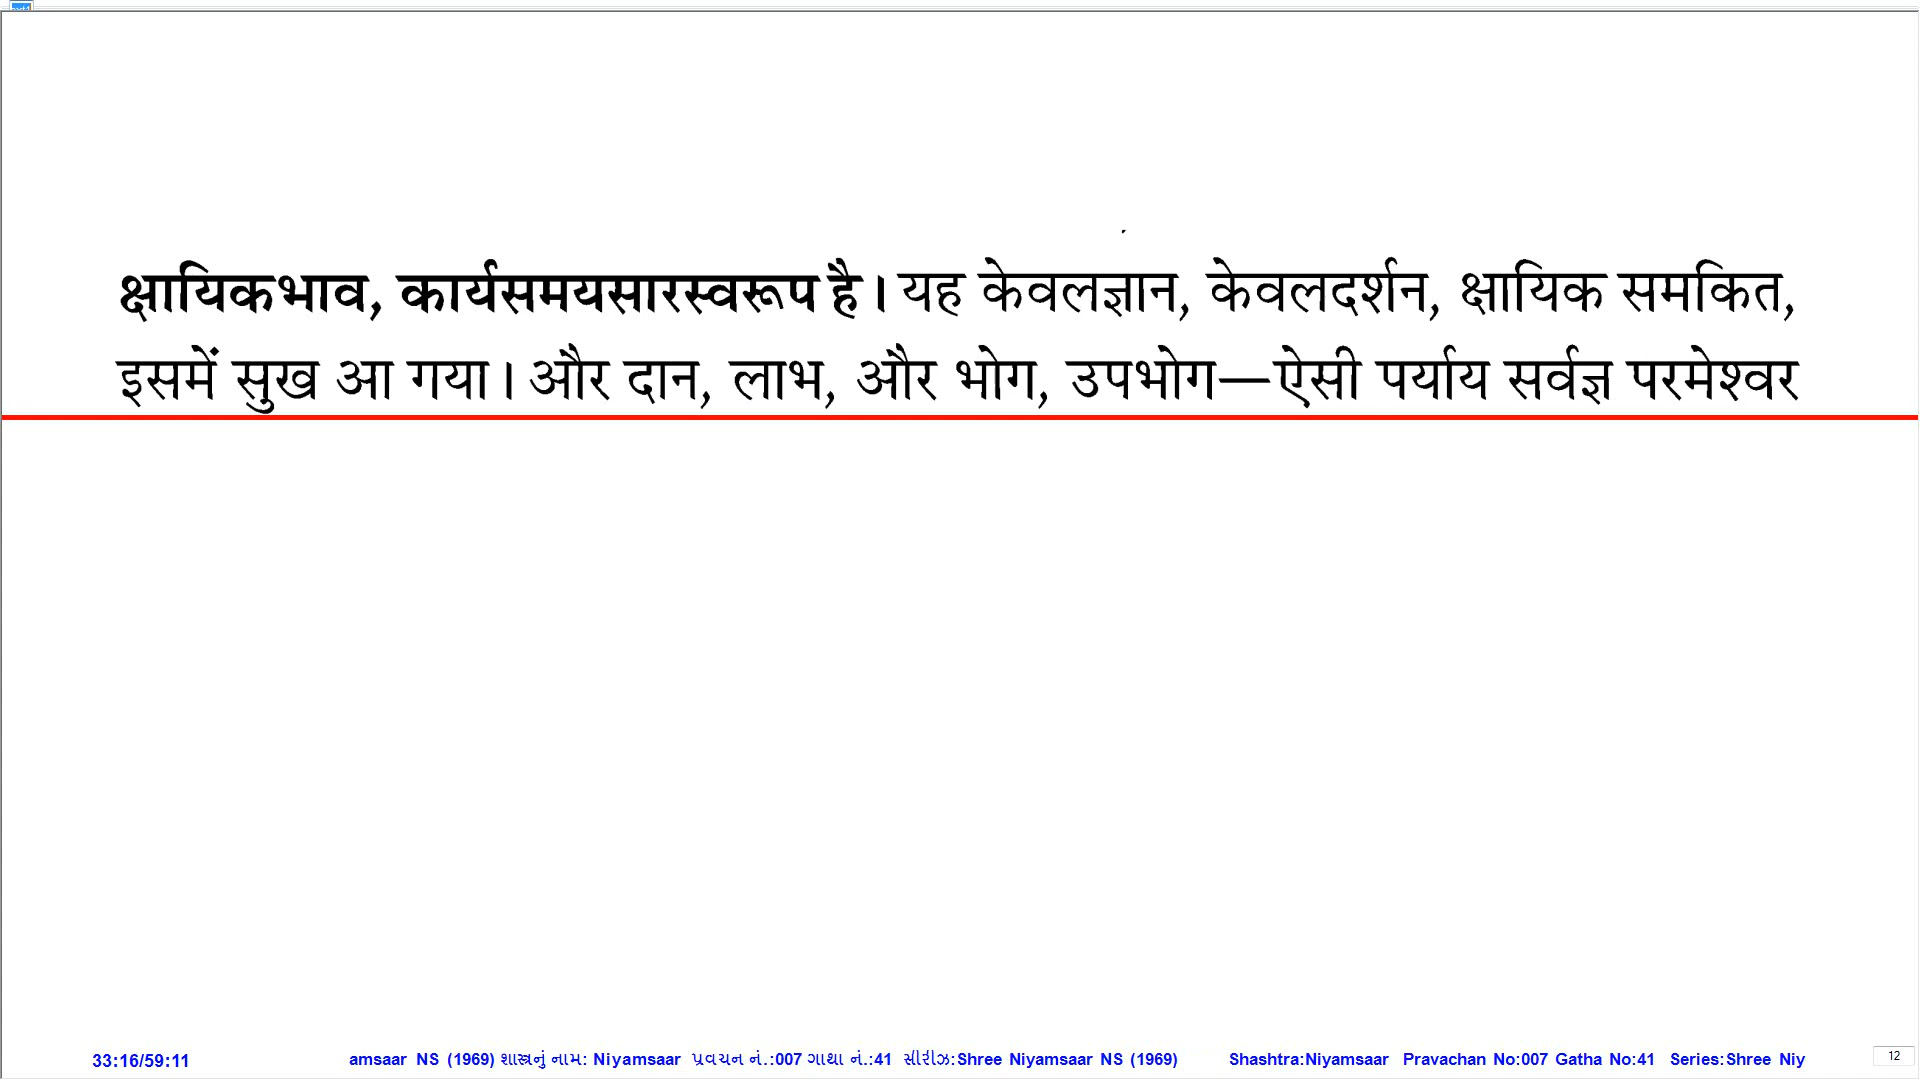 क्षायिकभाव, कार्यसमयसारस्वरूप है। यह केवलज्ञान, केवलदर्शन, क्षायिक समकित,
इसमें सुख आ गया। और दान, लाभ, और भोग, उपभोग—ऐसी पर्याय सर्वज्ञ परमेश्वर
33:16/59:11 amsaar NS (1969) શાસ્ત્રનું નામ: Niyamsaar પ્રવચન નં.:007 ગાથા નં.:41 સીરીઝ:Shree Niyamsaar NS (1969) Shashtra:Niyamsaar Pravachan No:007 Gatha No:41 Series:Shree Niy 12